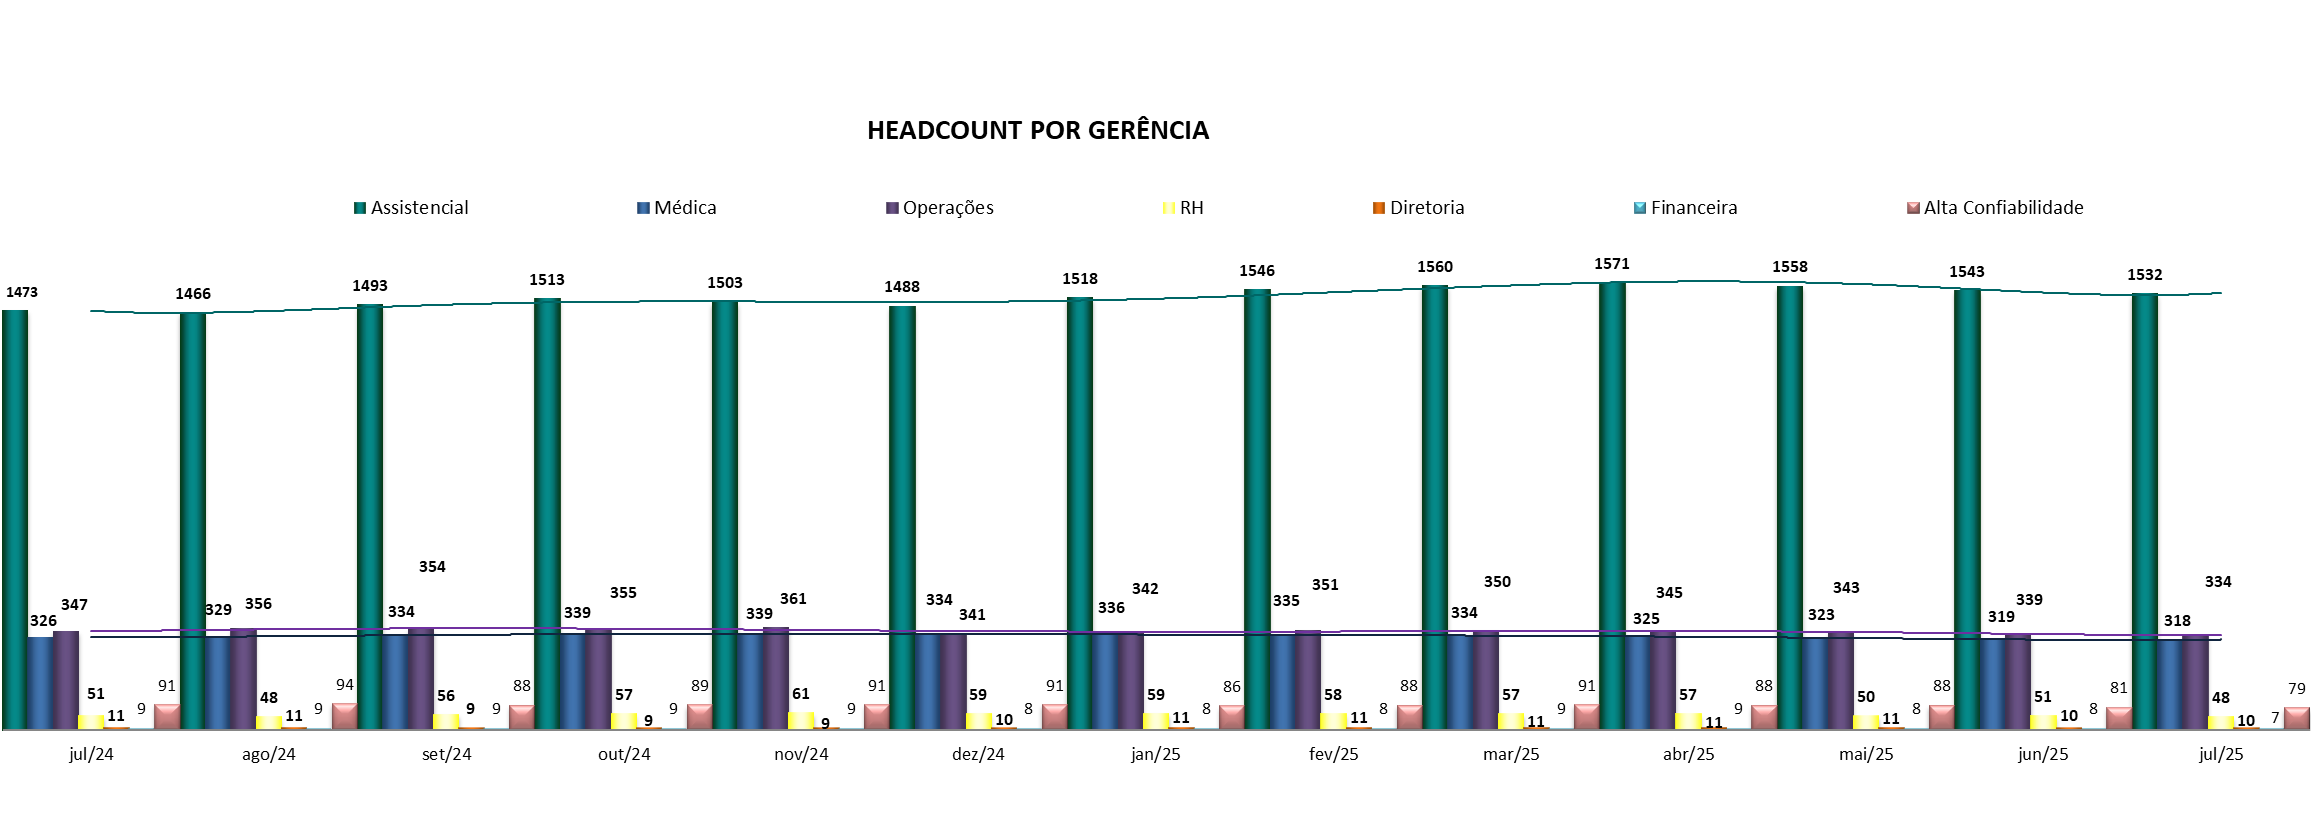 HEADCOUNT POR GERÊNCIA
Assistencial Médica Operações RH Diretoria Financeira Alta Confiabilidade
1473 326 347 51 11 9 91
1466 329 356 48 11 9 94
1493 334 354 56 9 9 88
1513 339 355 57 9 9 89
1503 339 361 61 9 9 91
1488 334 341 59 10 8 91
1518 336 342 59 11 8 86
1546 335 351 58 11 8 88
1560 334 350 57 11 9 91
1571 325 345 57 11 9 88
1558 323 343 50 11 8 88
1543 319 339 51 10 8 81
1532 318 334 48 10 7 79
jul/24 ago/24 set/24 out/24 nov/24 dez/24 jan/25 fev/25 mar/25 abr/25 mai/25 jun/25 jul/25